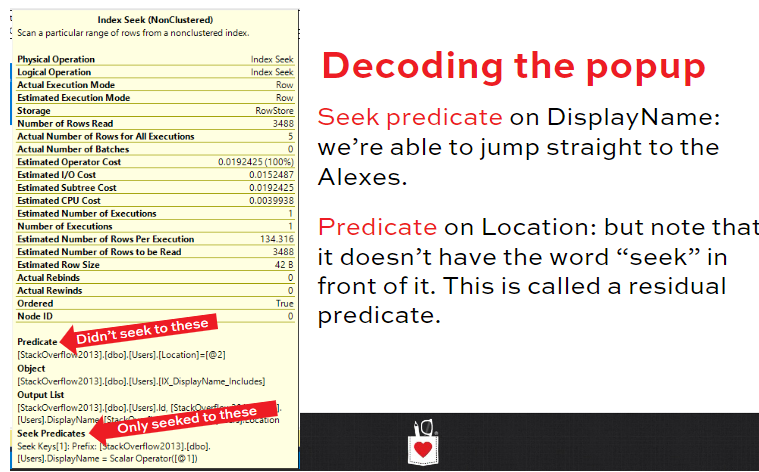 Index Seek (NonClustered)
Scan a particular range of rows from a nonclustered index.
Physical Operation Index Seek
Logical Operation Index Seek
Actual Execution Mode Row
Estimated Execution Mode Row
Storage RowStore
Number of Rows Read 3488
Actual Number of Rows for All Executions 5
Actual Number of Batches 0
Estimated Operator Cost 0.0192425 (100%)
Estimated I/O Cost 0.0152487
Estimated Subtree Cost 0.0192425
Estimated CPU Cost 0.0039938
Estimated Number of Executions 1
Number of Executions 1
Estimated Number of Rows Per Execution 134.316
Estimated Number of Rows to be Read 3488
Estimated Row Size 42 B
Actual Rebinds 0
Actual Rewinds 0
Ordered True
Node ID 0
Predicate
Didn't seek to these
[StackOverflow2013].[dbo].[Users].[Location]=[@2]
Object
[StackOverflow2013].[dbo].[Users].[IX_DisplayName_Includes]
Output List
[StackOverflow2013].[dbo].[Users].Id,
[Users].DisplayName
Only seeked to these
Seek Predicates
Seek Keys[1]: Prefix: [StackOverflow2013].[dbo].
[Users].DisplayName = Scalar Operator([@1])
Decoding the popup
Seek predicate on DisplayName:
we're able to jump straight to the
Alexes.
Predicate on Location: but note that
it doesn't have the word “seek” in
front of it. This is called a residual
predicate.